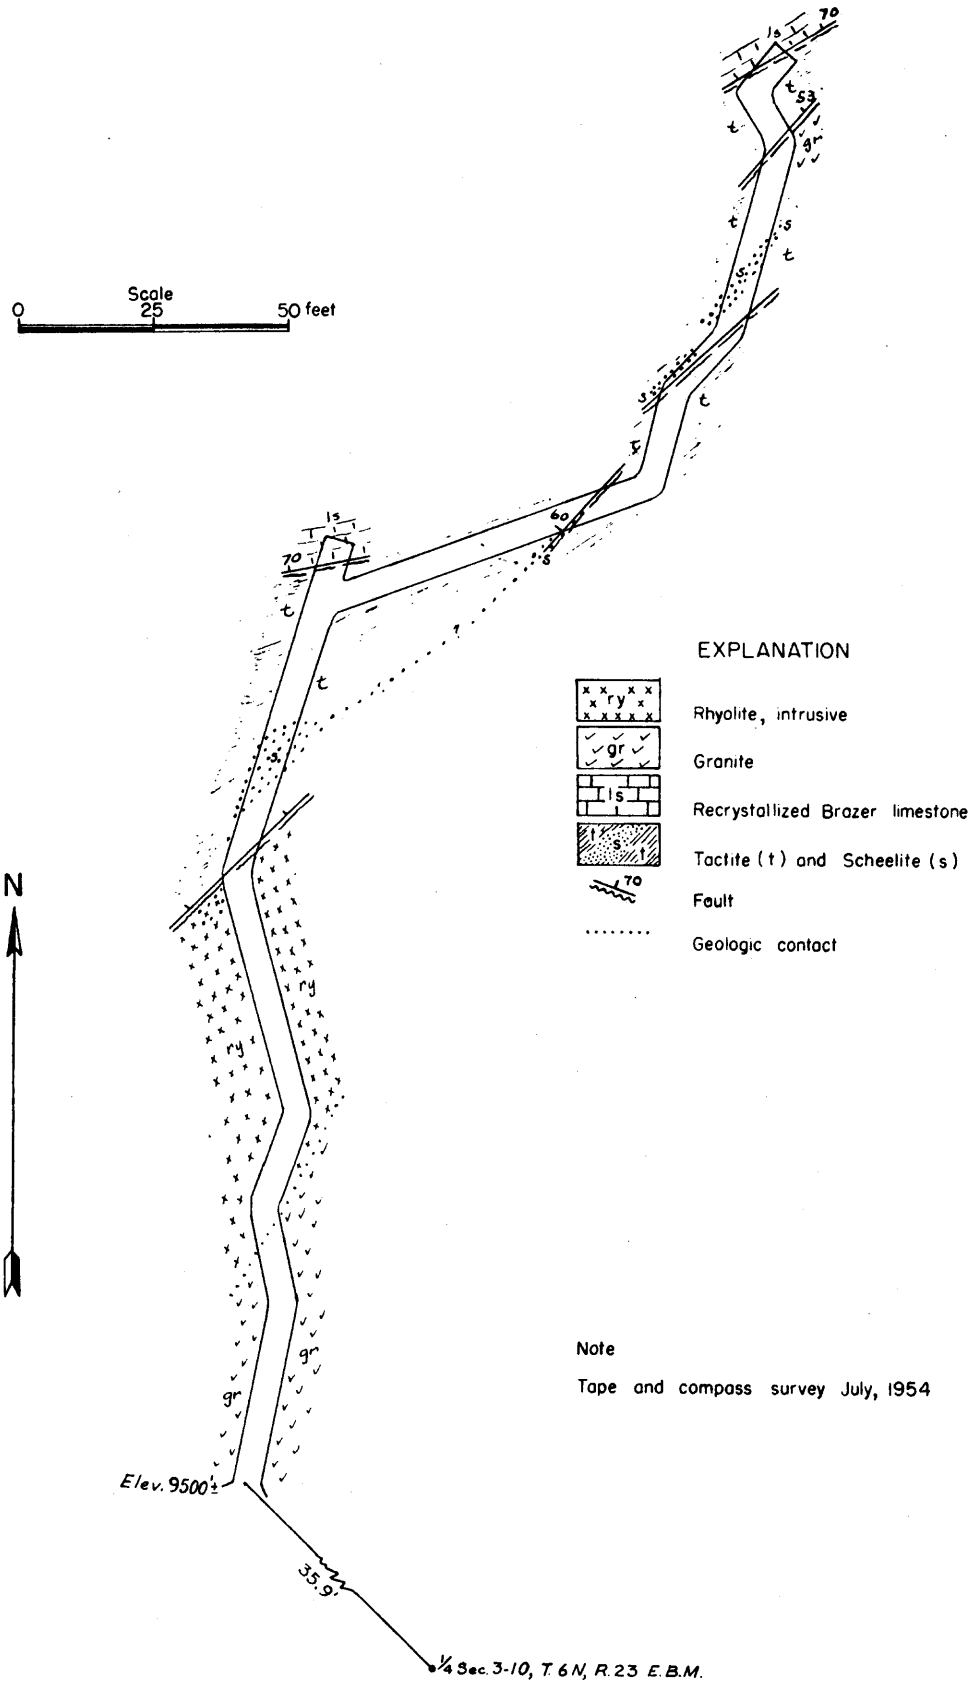 ls 70
t
53
t
gr
t
s
t
s
Scale
0 25 50 feet
s
t
t
60
s
ls
70
t
?
t
s
EXPLANATION
ry
Rhyolite, intrusive
gr
Granite
ls
Recrystallized Brazer limestone
t s t
Tactite (t) and Scheelite (s)
70
Fault
Geologic contact
N
ry
ry
gr
gr
Note
Tape and compass survey July, 1954
Elev. 9500'±
35.9'
1/4 Sec. 3-10, T. 6 N, R. 23 E. B. M.